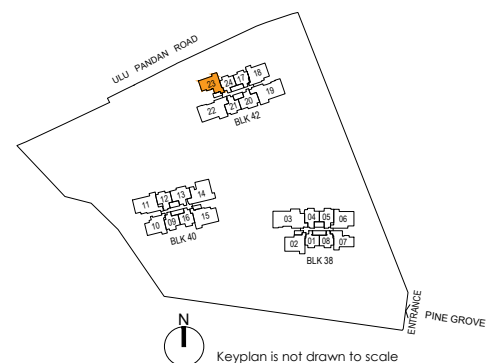 ULU PANDAN ROAD
23 24 17 18
22 21 20 19
BLK 42
11 12 13 14
10 09 16 15
BLK 40
03 04 05 06
02 01 08 07
BLK 38
ENTRANCE
PINE GROVE
N
Keyplan is not drawn to scale